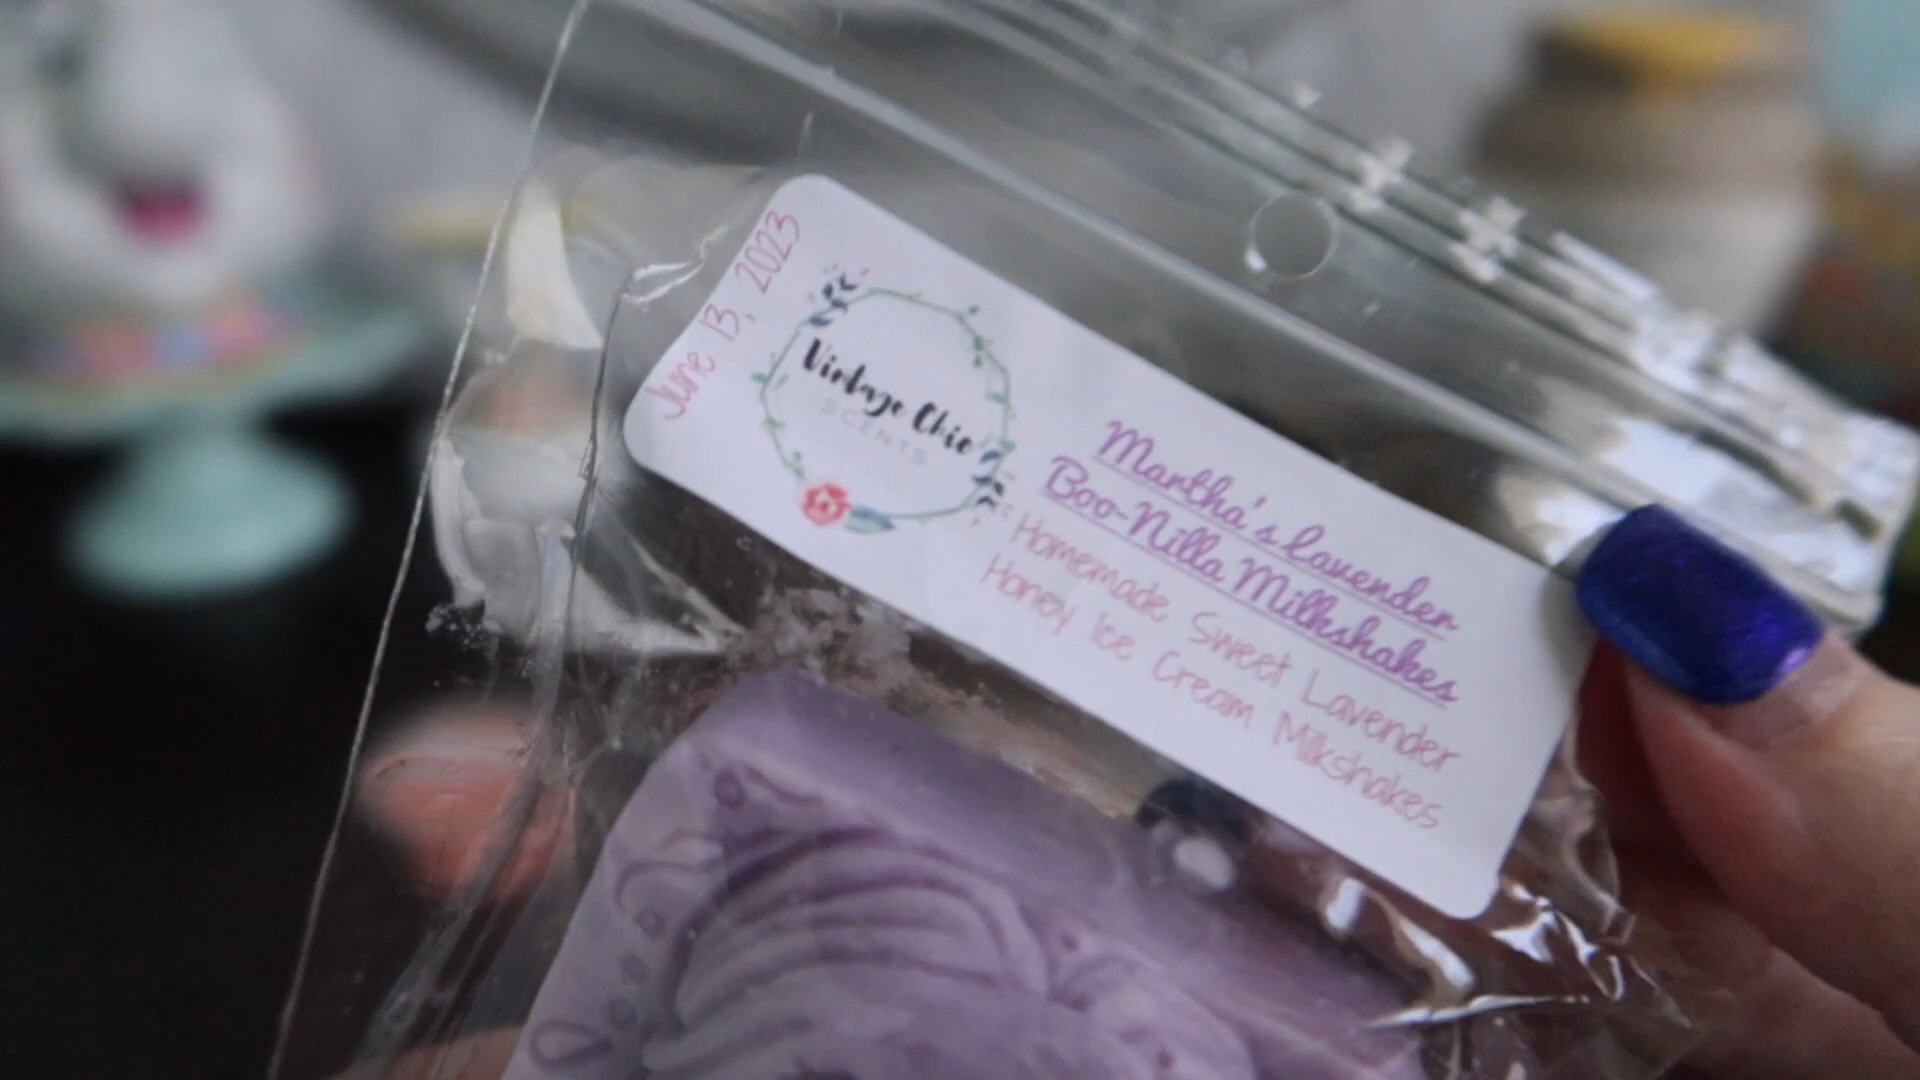 June 13, 2023
Vintage Chic
SCENTS
Martha's Lavender
Boo-Nilla Milkshakes
Homemade Sweet Lavender
Honey Ice Cream Milkshakes